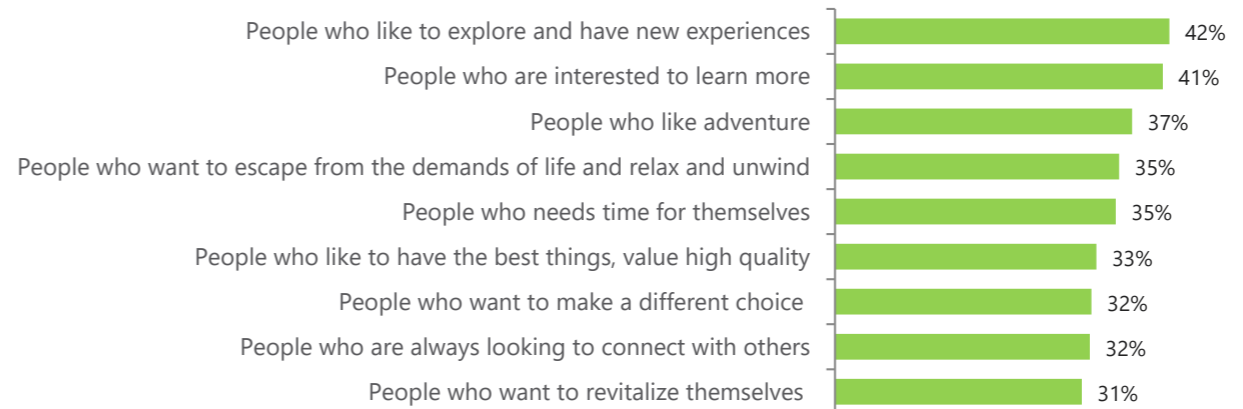 People who like to explore and have new experiences 42%
People who are interested to learn more 41%
People who like adventure 37%
People who want to escape from the demands of life and relax and unwind 35%
People who needs time for themselves 35%
People who like to have the best things, value high quality 33%
People who want to make a different choice 32%
People who are always looking to connect with others 32%
People who want to revitalize themselves 31%